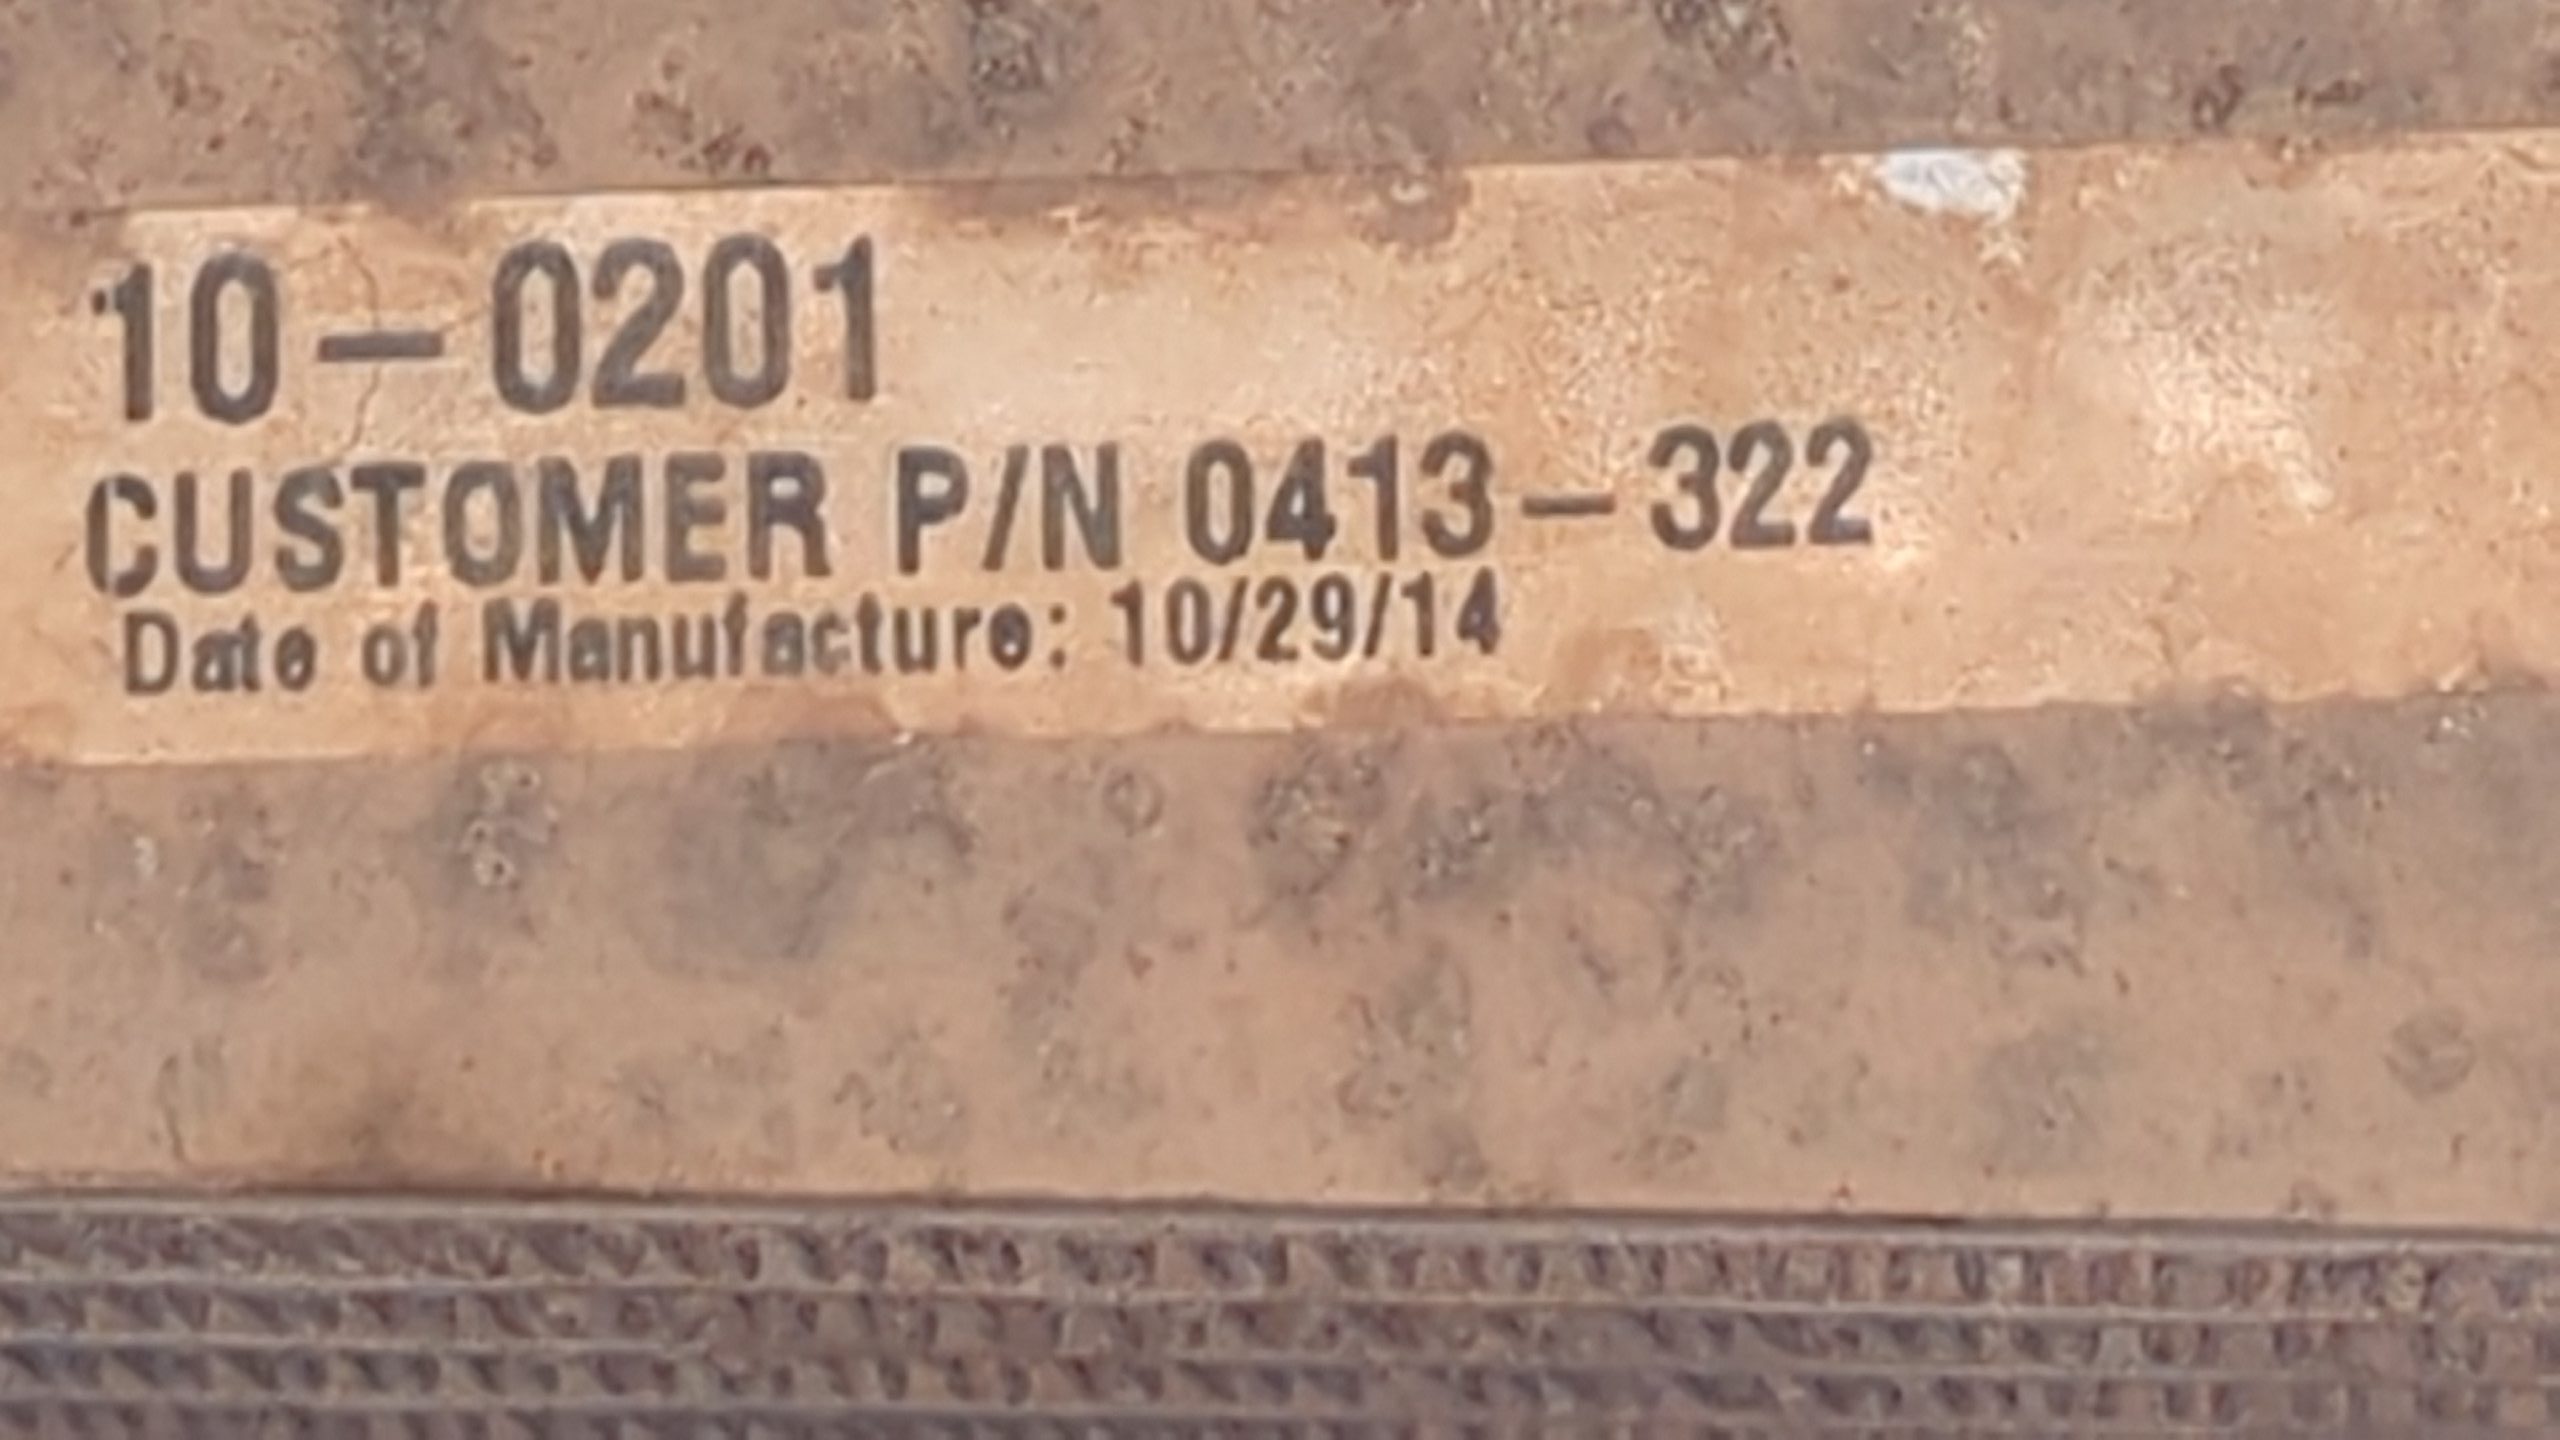 10-0201
CUSTOMER P/N 0413-322
Date of Manufacture: 10/29/14